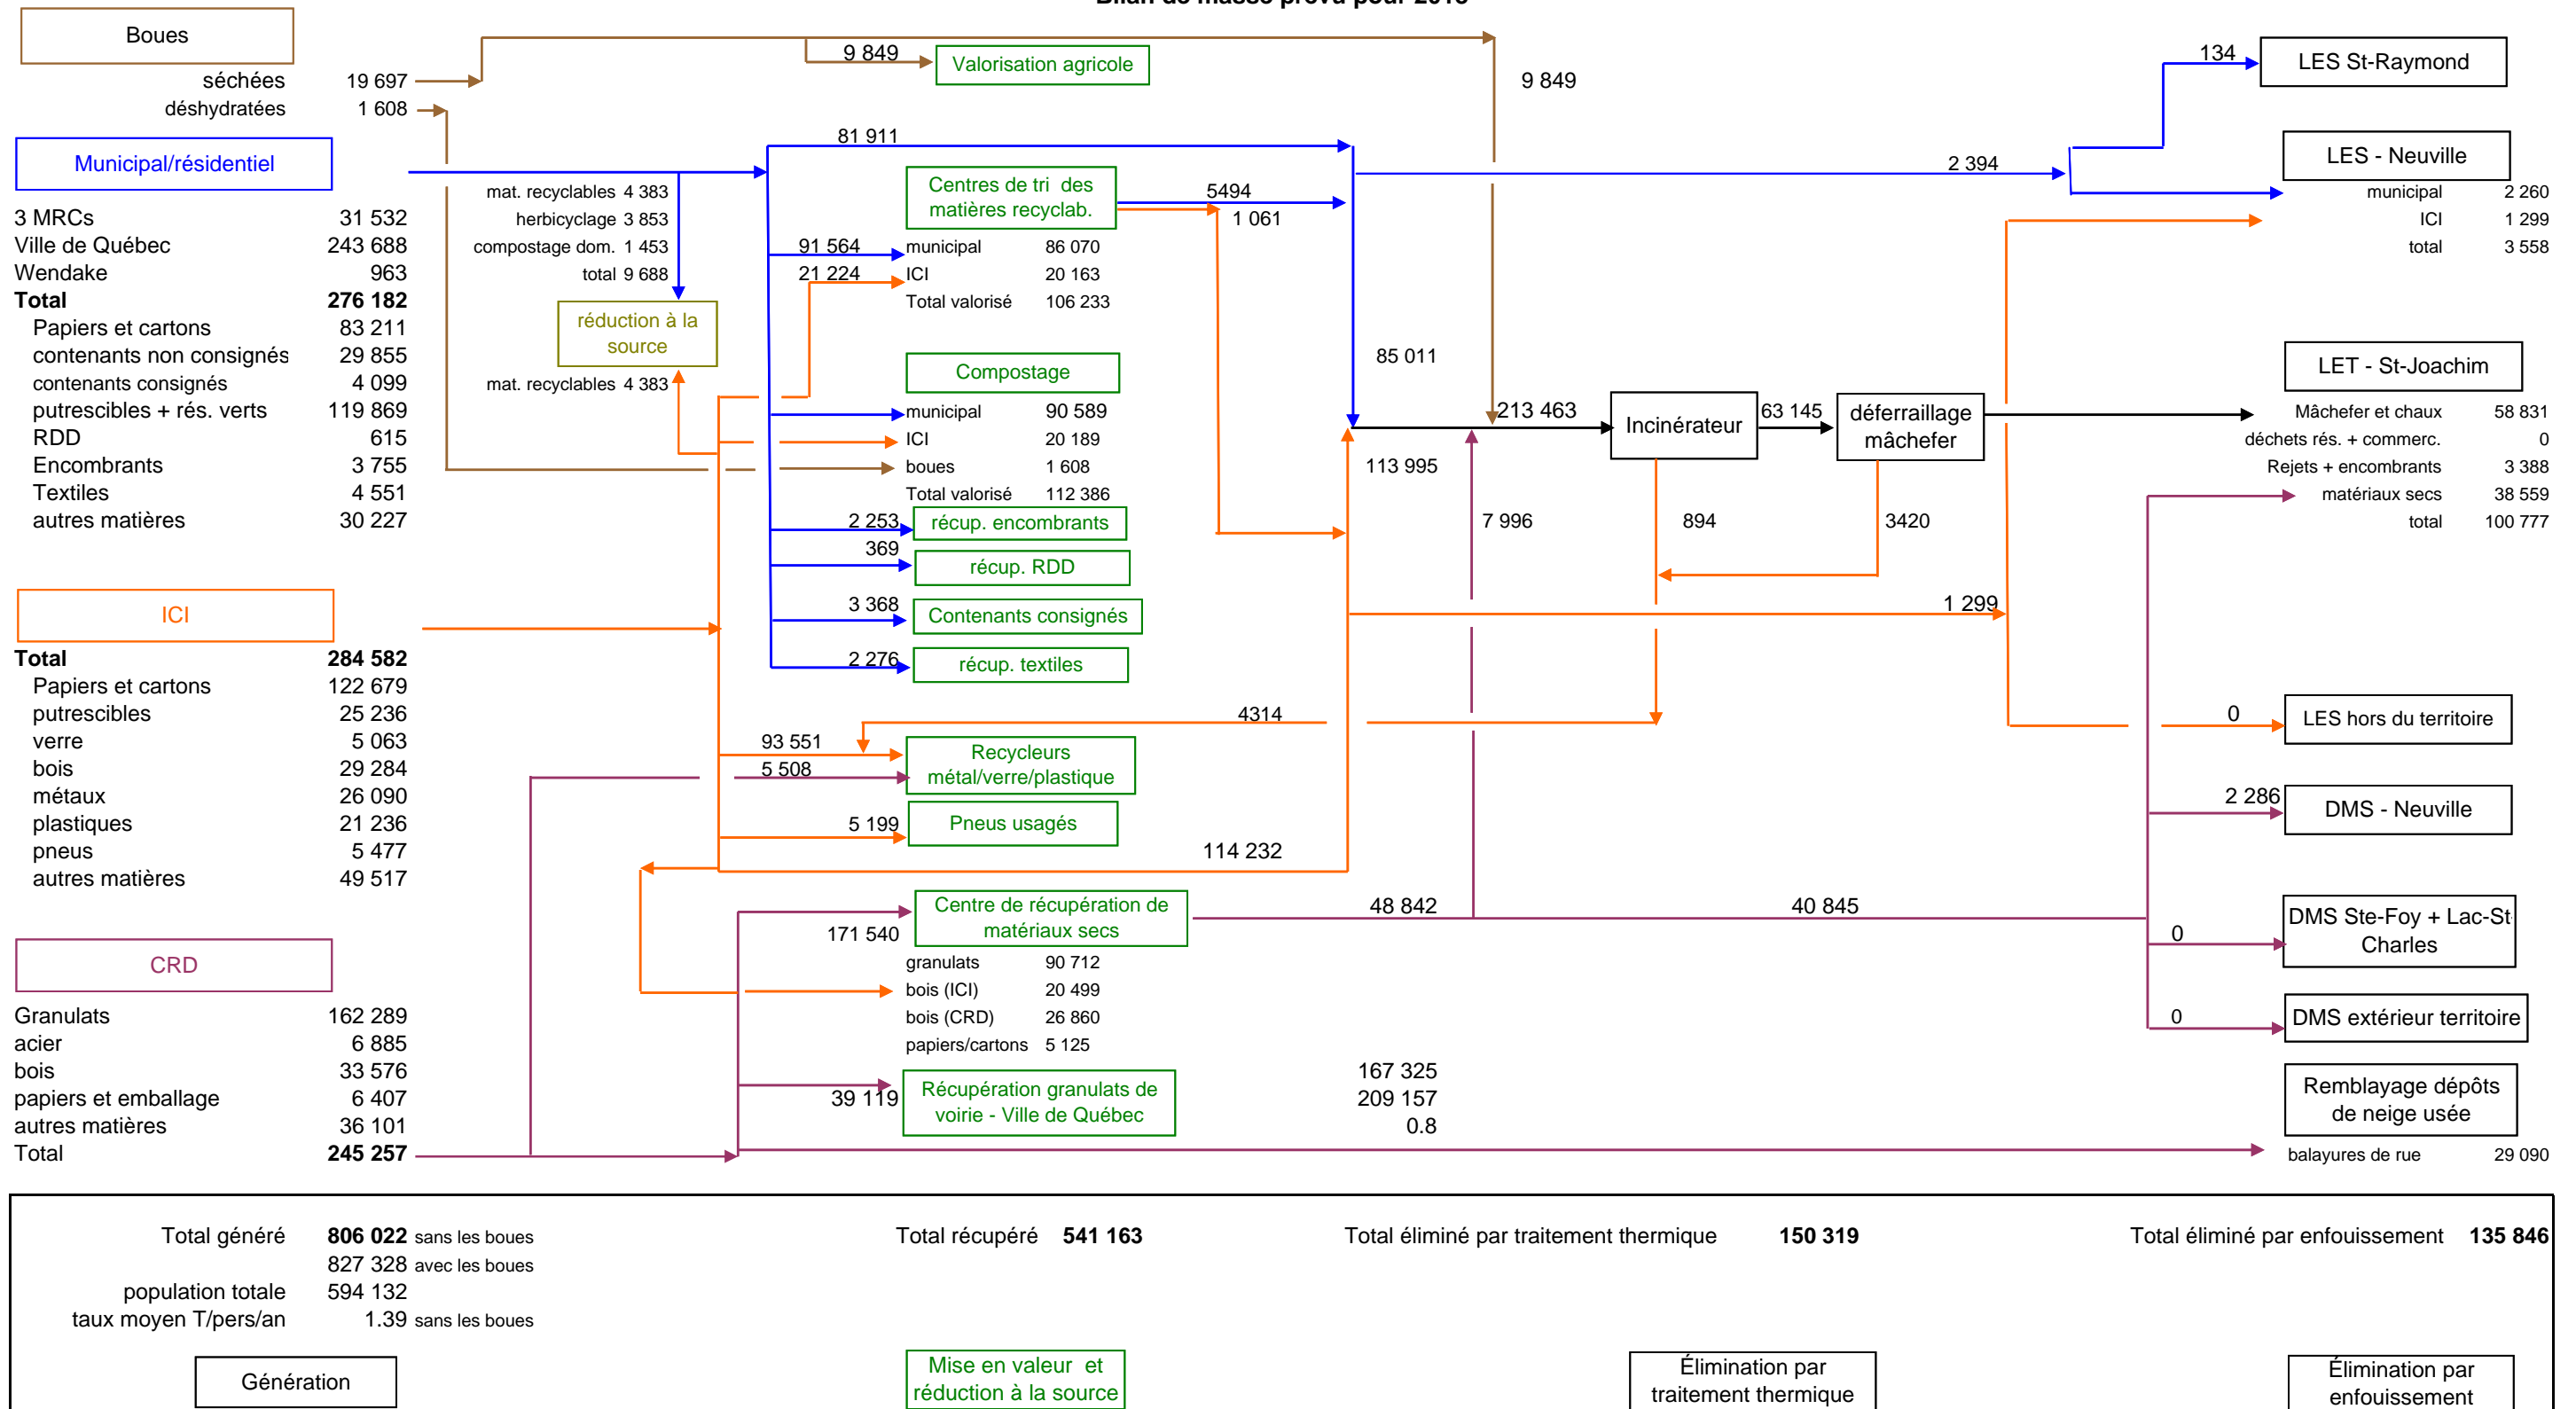 Boues
séchées 19 697
déshydratées 1 608
Municipal/résidentiel
3 MRCs 31 532
Ville de Québec 243 688
Wendake 963
Total 276 182
Papiers et cartons 83 211
contenants non consignés 29 855
contenants consignés 4 099
putrescibles + rés. verts 119 869
RDD 615
Encombrants 3 755
Textiles 4 551
autres matières 30 227
ICI
Total 284 582
Papiers et cartons 122 679
putrescibles 25 236
verre 5 063
bois 29 284
métaux 26 090
plastiques 21 236
pneus 5 477
autres matières 49 517
CRD
Granulats 162 289
acier 6 885
bois 33 576
papiers et emballage 6 407
autres matières 36 101
Total 245 257
mat. recyclables 4 383
herbicyclage 3 853
compostage dom. 1 453
total 9 688
réduction à la
source
mat. recyclables 4 383
9 849
Valorisation agricole
9 849
81 911
Centres de tri des
matières recyclab.
5494
1 061
91 564
municipal 86 070
21 224
ICI 20 163
Total valorisé 106 233
Compostage
municipal 90 589
ICI 20 189
boues 1 608
Total valorisé 112 386
2 253
récup. encombrants
369
récup. RDD
3 368
Contenants consignés
2 276
récup. textiles
4314
93 551
Recycleurs
métal/verre/plastique
5 508
5 199
Pneus usagés
114 232
Centre de récupération de
matériaux secs
171 540
granulats 90 712
bois (ICI) 20 499
bois (CRD) 26 860
papiers/cartons 5 125
39 119
Récupération granulats de
voirie - Ville de Québec
48 842
40 845
167 325
209 157
0.8
85 011
113 995
213 463
7 996
Incinérateur
63 145
déferraillage
mâchefer
894
3420
2 394
1 299
134
LES St-Raymond
LES - Neuville
municipal 2 260
ICI 1 299
total 3 558
LET - St-Joachim
Mâchefer et chaux 58 831
déchets rés. + commerc. 0
Rejets + encombrants 3 388
matériaux secs 38 559
total 100 777
0
LES hors du territoire
2 286
DMS - Neuville
DMS Ste-Foy + Lac-St
Charles
0
0
DMS extérieur territoire
Remblayage dépôts
de neige usée
balayures de rue 29 090
Total généré 806 022 sans les boues
827 328 avec les boues
population totale 594 132
taux moyen T/pers/an 1.39 sans les boues
Total récupéré 541 163
Total éliminé par traitement thermique 150 319
Total éliminé par enfouissement 135 846
Génération
Mise en valeur et
réduction à la source
Élimination par
traitement thermique
Élimination par
enfouissement